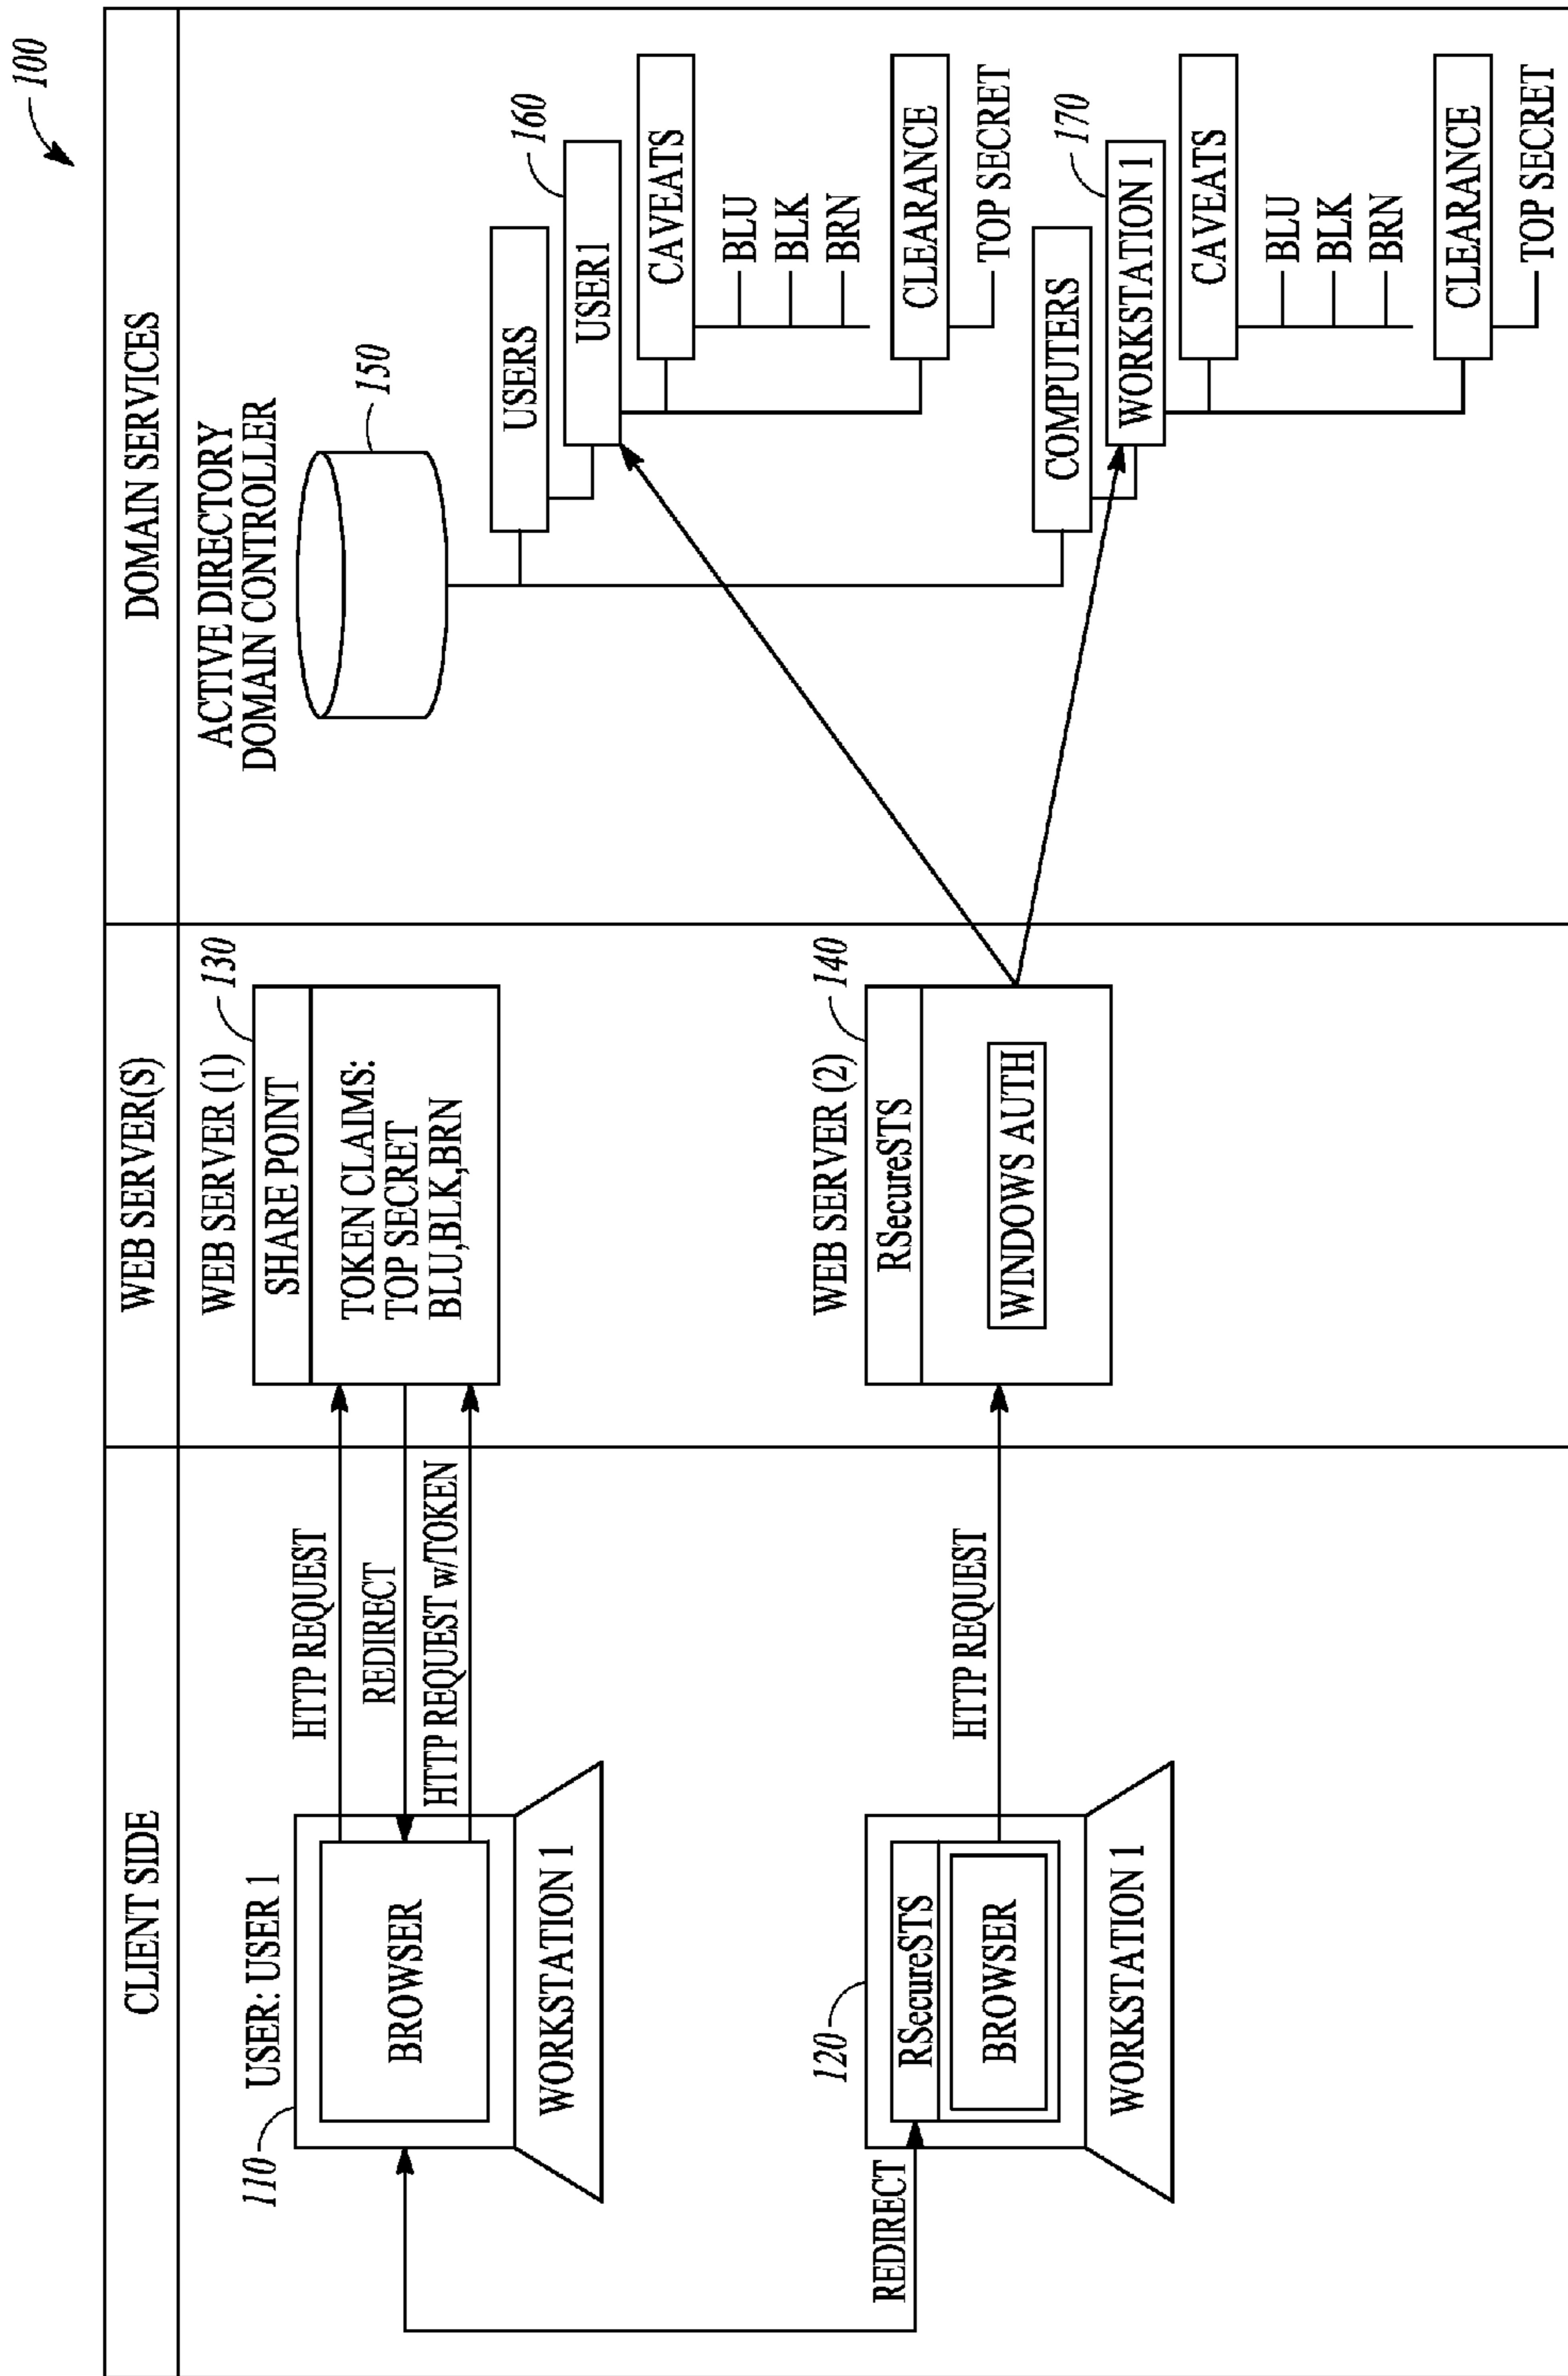 100
CLIENT SIDE
WEB SERVER(S)
DOMAIN SERVICES
110
USER: USER 1
BROWSER
WORKSTATION 1
HTTP REQUEST
REDIRECT
HTTP REQUEST w/TOKEN
REDIRECT
120
RSecureSTS
BROWSER
WORKSTATION 1
HTTP REQUEST
WEB SERVER (1)
130
SHARE POINT
TOKEN CLAIMS:
TOP SECRET
BLU,BLK,BRN
WEB SERVER (2)
140
RSecureSTS
WINDOWS AUTH
ACTIVE DIRECTORY
DOMAIN CONTROLLER
150
USERS
160
USER1
CAVEATS
BLU
BLK
BRN
CLEARANCE
TOP SECRET
COMPUTERS
170
WORKSTATION 1
CAVEATS
BLU
BLK
BRN
CLEARANCE
TOP SECRET